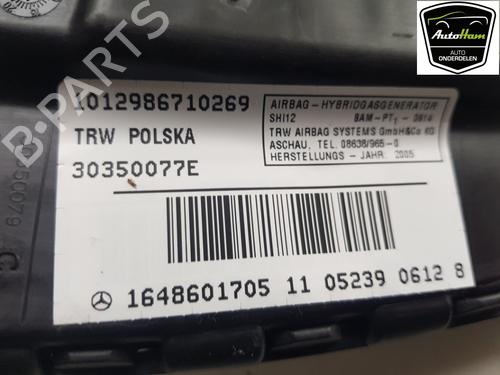 AutoHam
AUTO
ONDERDELEN
B-Parts
1012986710269
TRW POLSKA
30350077E
AIRBAG-HYBRIDGASGENERATOR
SHI12 BAM-PT1-0814
TRW AIRBAG SYSTEMS GmbH&Co KG
ASCHAU, TEL. 08638/965-0
HERSTELLUNGS - JAHR: 2005
1648601705 11 05239 0612 8